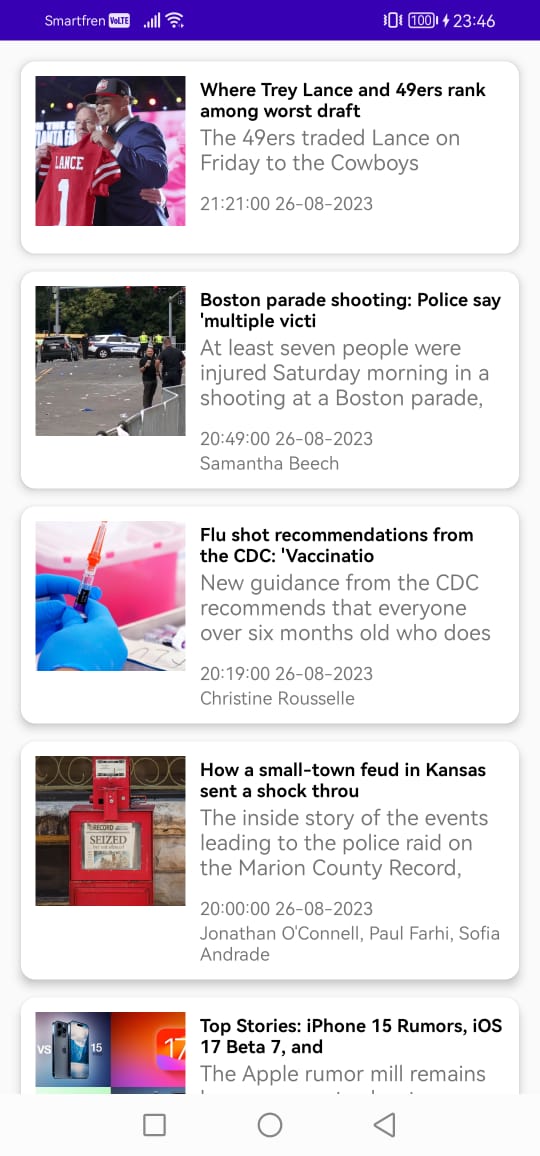 Smartfren VoLTE 100 23:46
LANCE
1
Where Trey Lance and 49ers rank
among worst draft
The 49ers traded Lance on
Friday to the Cowboys
21:21:00 26-08-2023
Boston parade shooting: Police say
'multiple victi
At least seven people were
injured Saturday morning in a
shooting at a Boston parade,
20:49:00 26-08-2023
Samantha Beech
Flu shot recommendations from
the CDC: 'Vaccinatio
New guidance from the CDC
recommends that everyone
over six months old who does
20:19:00 26-08-2023
Christine Rousselle
RECORD
SEIZED
How a small-town feud in Kansas
sent a shock throu
The inside story of the events
leading to the police raid on
the Marion County Record,
20:00:00 26-08-2023
Jonathan O'Connell, Paul Farhi, Sofia
Andrade
VS 15
17
Top Stories: iPhone 15 Rumors, iOS
17 Beta 7, and
The Apple rumor mill remains